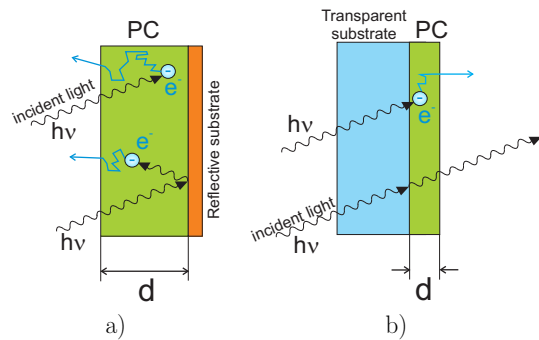 PC
incident light
hν
e⁻
e⁻
hν
Reflective substrate
d
a)
Transparent
substrate
PC
hν
e⁻
incident light
hν
d
b)